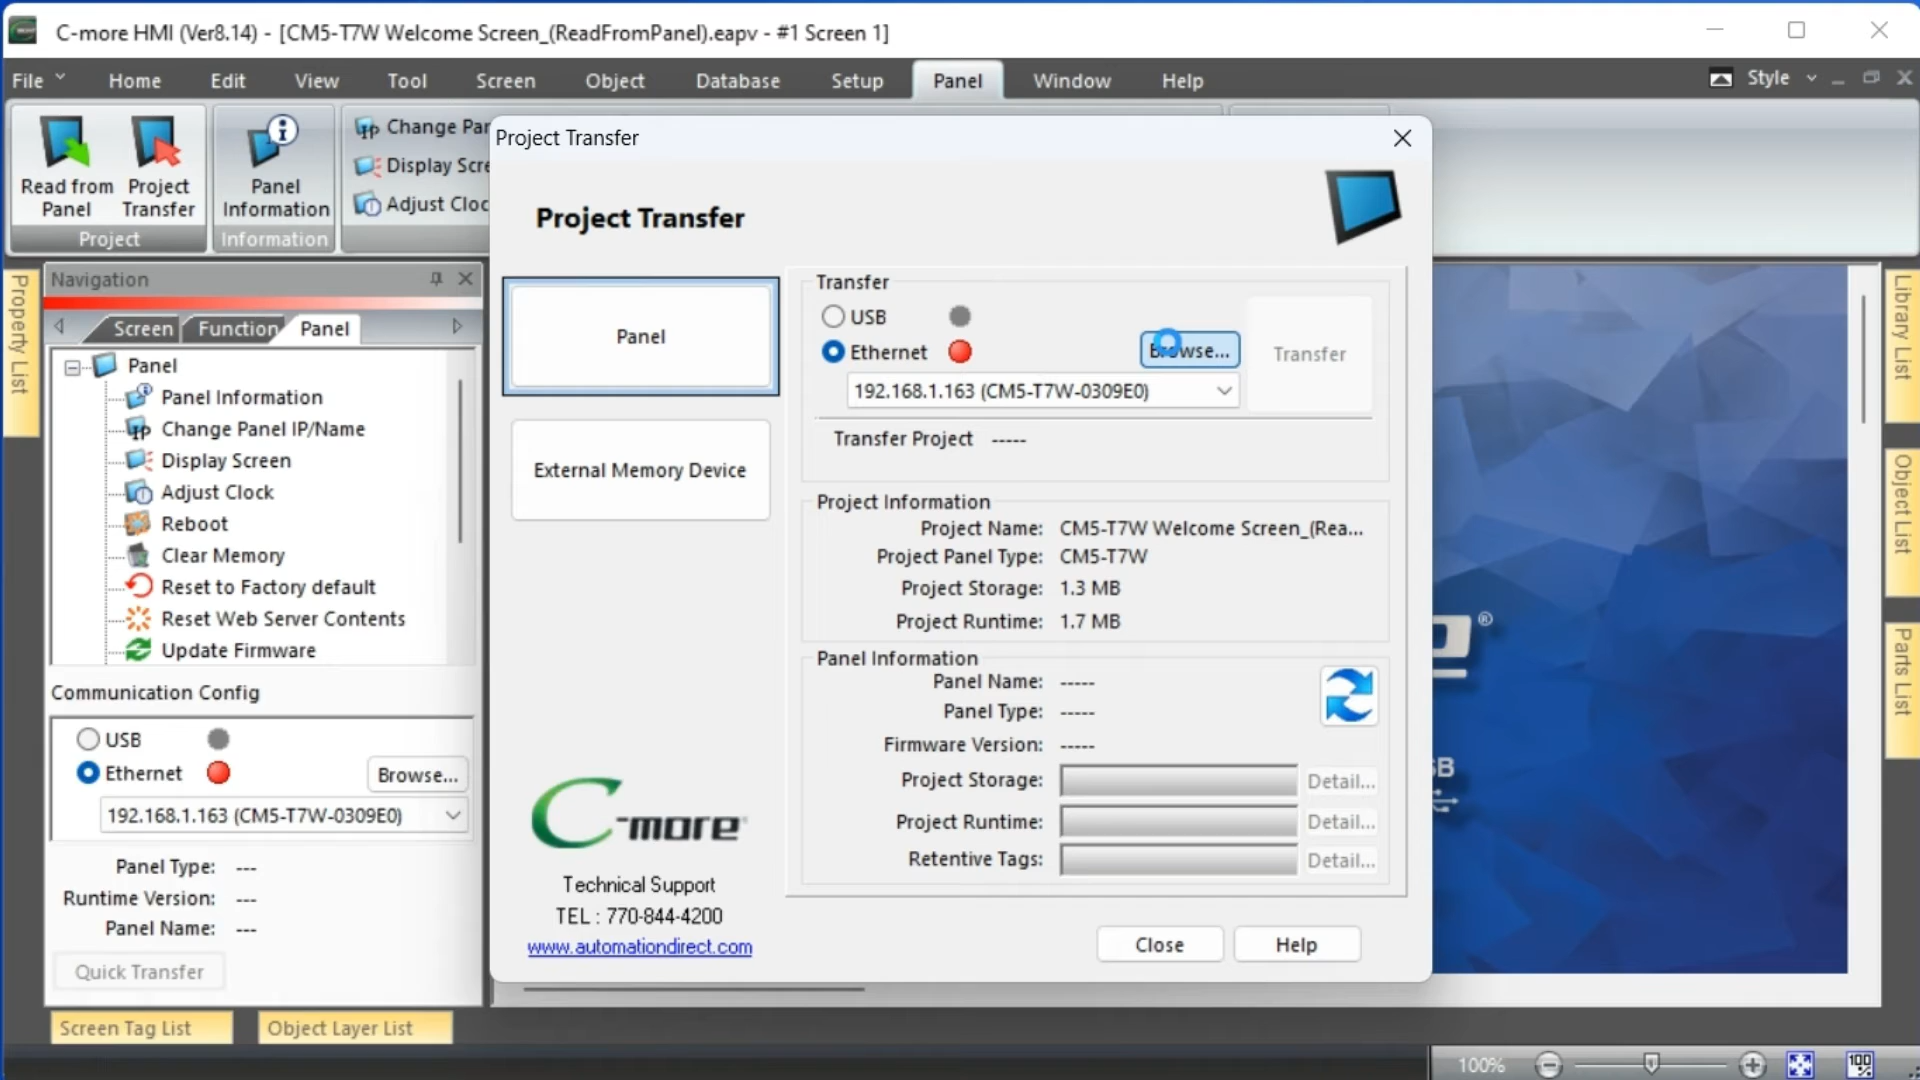 C-more HMI (Ver8.14) - [CM5-T7W Welcome Screen_(ReadFromPanel).eapv - #1 Screen 1]
File Home Edit View Tool Screen Object Database Setup Panel Window Help Style
Read from Panel
Project Transfer
Project
Panel Information
Information
Change Par
Display Scre
Adjust Cloc
Property List
Navigation
Screen Function Panel
Panel
Panel Information
Change Panel IP/Name
Display Screen
Adjust Clock
Reboot
Clear Memory
Reset to Factory default
Reset Web Server Contents
Update Firmware
Communication Config
USB
Ethernet Browse...
192.168.1.163 (CM5-T7W-0309E0)
Panel Type: ---
Runtime Version: ---
Panel Name: ---
Quick Transfer
Screen Tag List Object Layer List
Project Transfer
Project Transfer
Panel
External Memory Device
C-more
Technical Support
TEL : 770-844-4200
www.automationdirect.com
Transfer
USB
Ethernet Browse... Transfer
192.168.1.163 (CM5-T7W-0309E0)
Transfer Project -----
Project Information
Project Name: CM5-T7W Welcome Screen_(Rea...
Project Panel Type: CM5-T7W
Project Storage: 1.3 MB
Project Runtime: 1.7 MB
Panel Information
Panel Name: -----
Panel Type: -----
Firmware Version: -----
Project Storage: Detail...
Project Runtime: Detail...
Retentive Tags: Detail...
Close Help
®
SB
Library List
Object List
Parts List
100%
100%